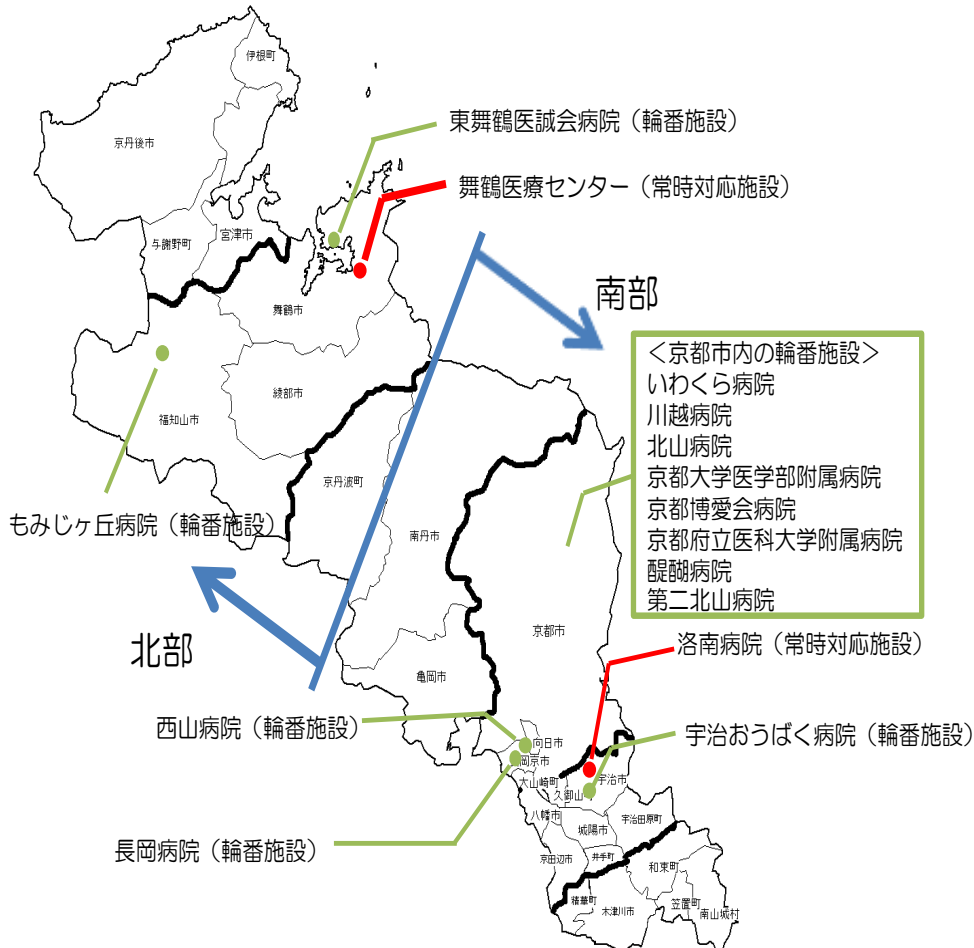 伊根町
京丹後市
東舞鶴医誠会病院（輪番施設）
舞鶴医療センター（常時対応施設）
与謝野町
宮津市
南部
舞鶴市
＜京都市内の輪番施設＞
いわくら病院
川越病院
北山病院
京都大学医学部附属病院
京都博愛会病院
京都府立医科大学附属病院
醍醐病院
第二北山病院
綾部市
福知山市
京丹波町
もみじヶ丘病院（輪番施設）
南丹市
北部
京都市
洛南病院（常時対応施設）
亀岡市
西山病院（輪番施設）
宇治おうばく病院（輪番施設）
向日市
岡京市
大山崎町
宇治市
久御山
八幡市
宇治田原町
城陽市
長岡病院（輪番施設）
京田辺市
井手町
和束町
精華町
木津川市
笠置町
南山城村